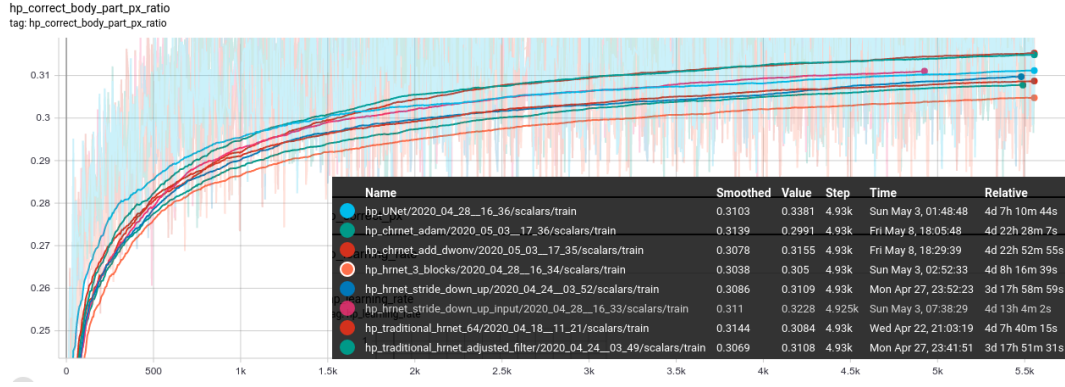 hp_correct_body_part_px_ratio
tag: hp_correct_body_part_px_ratio
0.31
0.3
0.29
0.28
0.27
0.26
0.25
Name Smoothed Value Step Time Relative
hp_UNet/2020_04_28__16_36/scalars/train 0.3103 0.3381 4.93k Sun May 3, 01:48:48 4d 7h 10m 44s
hp_chrnet_adam/2020_05_03__17_36/scalars/train 0.3139 0.2991 4.93k Fri May 8, 18:05:48 4d 22h 28m 7s
hp_chrnet_add_dwonv/2020_05_03__17_35/scalars/train 0.3078 0.3155 4.93k Fri May 8, 18:29:39 4d 22h 52m 55s
hp_hrnet_3_blocks/2020_04_28__16_34/scalars/train 0.3038 0.305 4.93k Sun May 3, 02:52:33 4d 8h 16m 39s
hp_hrnet_stride_down_up/2020_04_24__03_52/scalars/train 0.3086 0.3109 4.93k Mon Apr 27, 23:52:23 3d 17h 58m 59s
hp_hrnet_stride_down_up_input/2020_04_28__16_33/scalars/train 0.311 0.3228 4.925k Sun May 3, 07:38:29 4d 13h 4m 2s
hp_traditional_hrnet_64/2020_04_18__11_21/scalars/train 0.3144 0.3084 4.93k Wed Apr 22, 21:03:19 4d 7h 40m 15s
hp_traditional_hrnet_adjusted_filter/2020_04_24__03_49/scalars/train 0.3069 0.3108 4.93k Mon Apr 27, 23:41:51 3d 17h 51m 31s
0 500 1k 1.5k 2k 2.5k 3k 3.5k 4k 4.5k 5k 5.5k